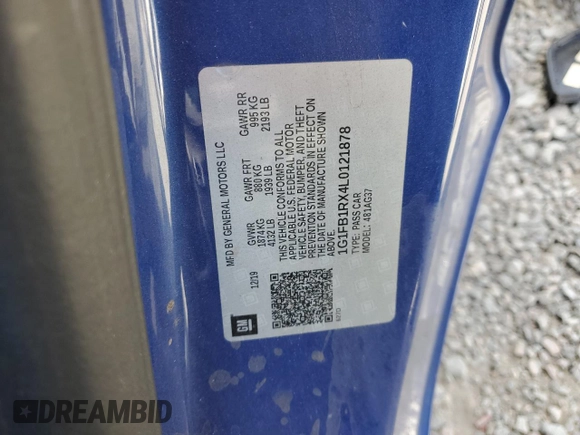 MFD BY GENERAL MOTORS LLC
12/19
GVWR
1874 KG
4132 LB
GAWR FRT
880 KG
1939 LB
GAWR RR
995 KG
2193 LB
THIS VEHICLE CONFORMS TO ALL
APPLICABLE U.S. FEDERAL MOTOR
VEHICLE SAFETY, BUMPER, AND THEFT
PREVENTION STANDARDS IN EFFECT ON
THE DATE OF MANUFACTURE SHOWN
ABOVE.
1G1FB1RX4L0121878
TYPE: PASS CAR
MODEL: 481AG37
GM
DREAMBID